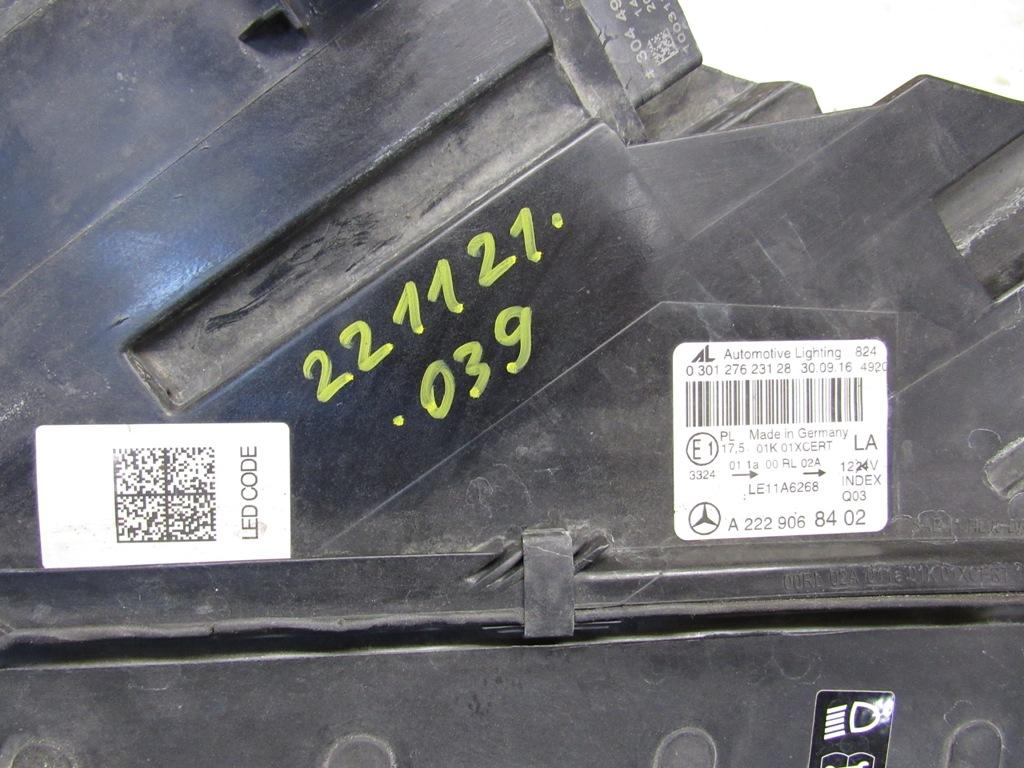 221121.
.039
LED CODE
AL Automotive Lighting 824
0 301 276 231 28 30.09.16 4920
E1 PL Made in Germany LA
17,5 01K 01XCERT
3324 01 1a 00 RL 02A
LE11A6268
INDEX
Q03
A 222 906 84 02